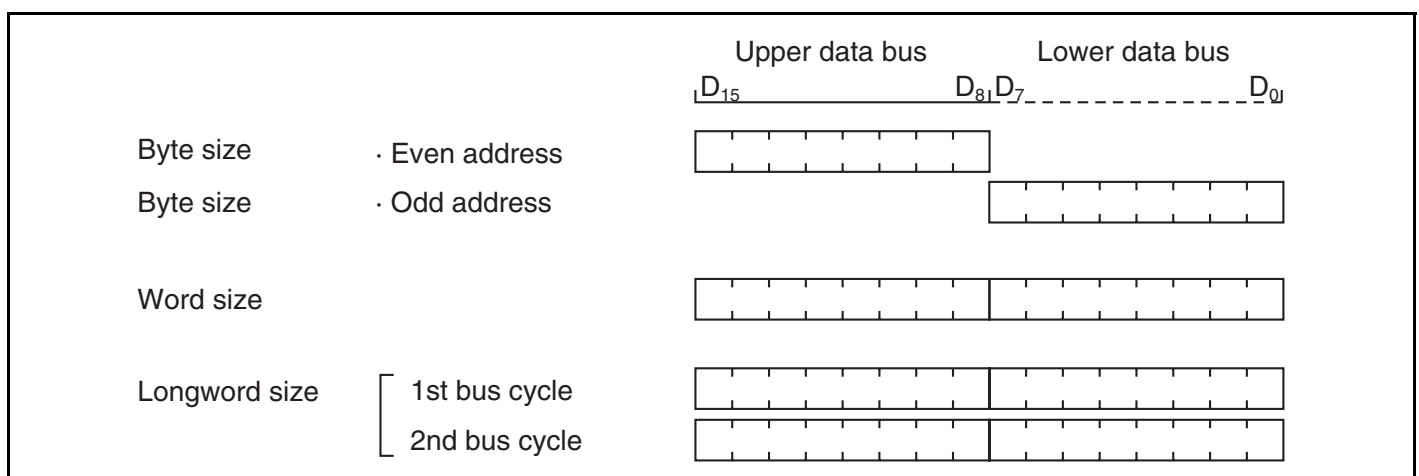 Upper data bus Lower data bus
D15 D8 D7 D0
Byte size · Even address
Byte size · Odd address
Word size
Longword size 1st bus cycle
2nd bus cycle